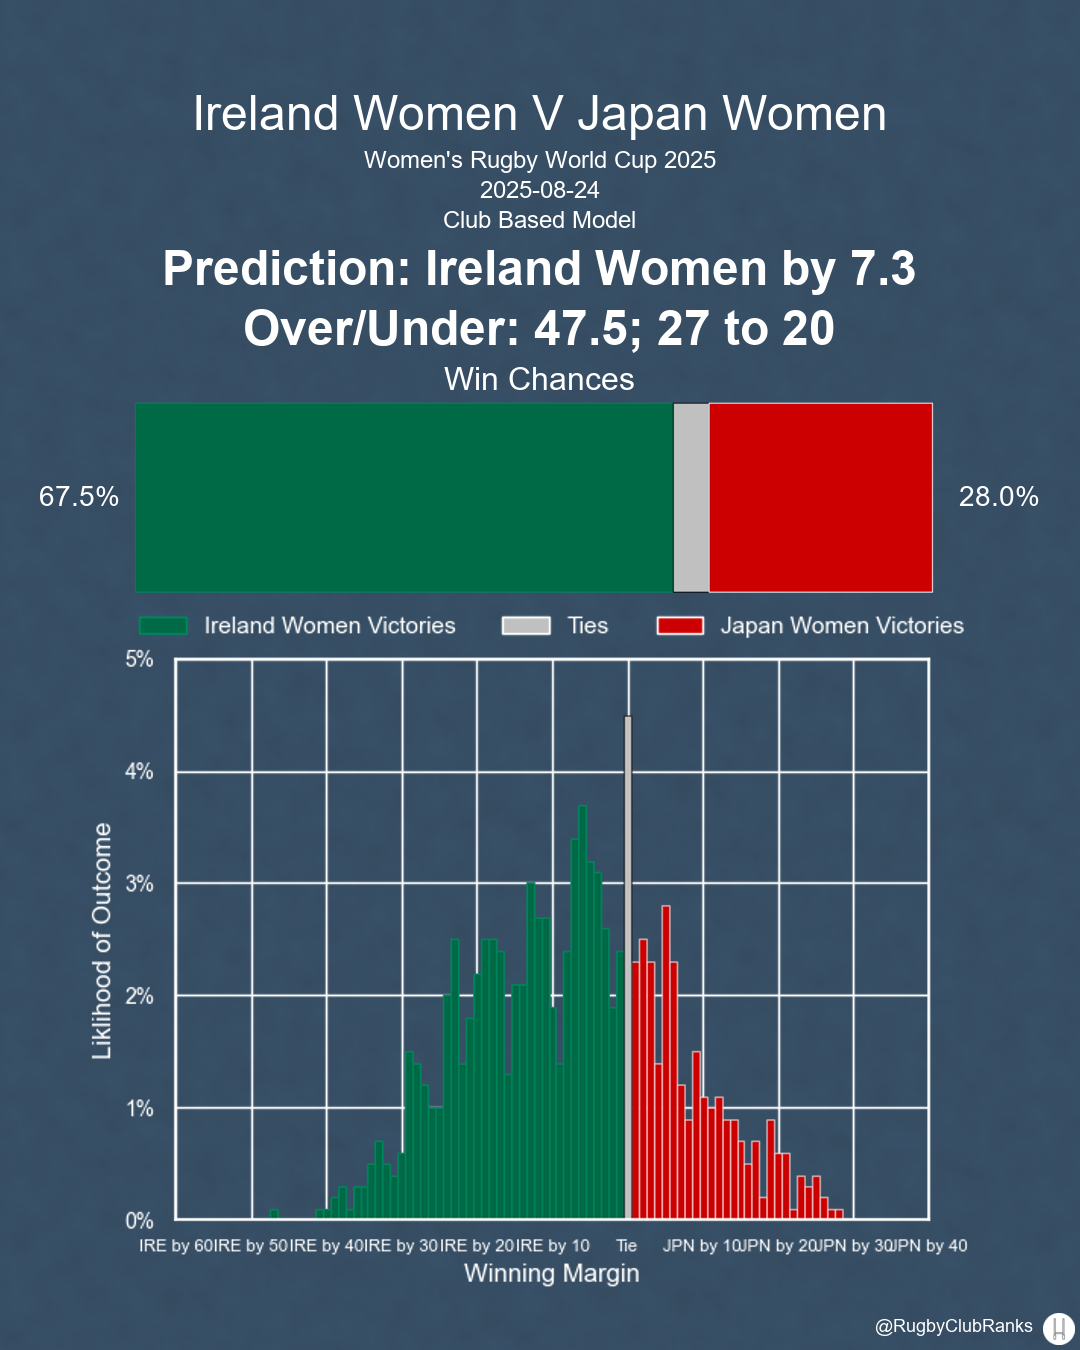 Ireland Women V Japan Women
Women's Rugby World Cup 2025
2025-08-24
Club Based Model
Prediction: Ireland Women by 7.3
Over/Under: 47.5; 27 to 20
Win Chances
67.5%
28.0%
Ireland Women Victories Ties Japan Women Victories
5%
4%
3%
2%
1%
0%
Liklihood of Outcome
IRE by 60 IRE by 50 IRE by 40 IRE by 30 IRE by 20 IRE by 10 Tie JPN by 10 JPN by 20 JPN by 30 JPN by 40
Winning Margin
@RugbyClubRanks